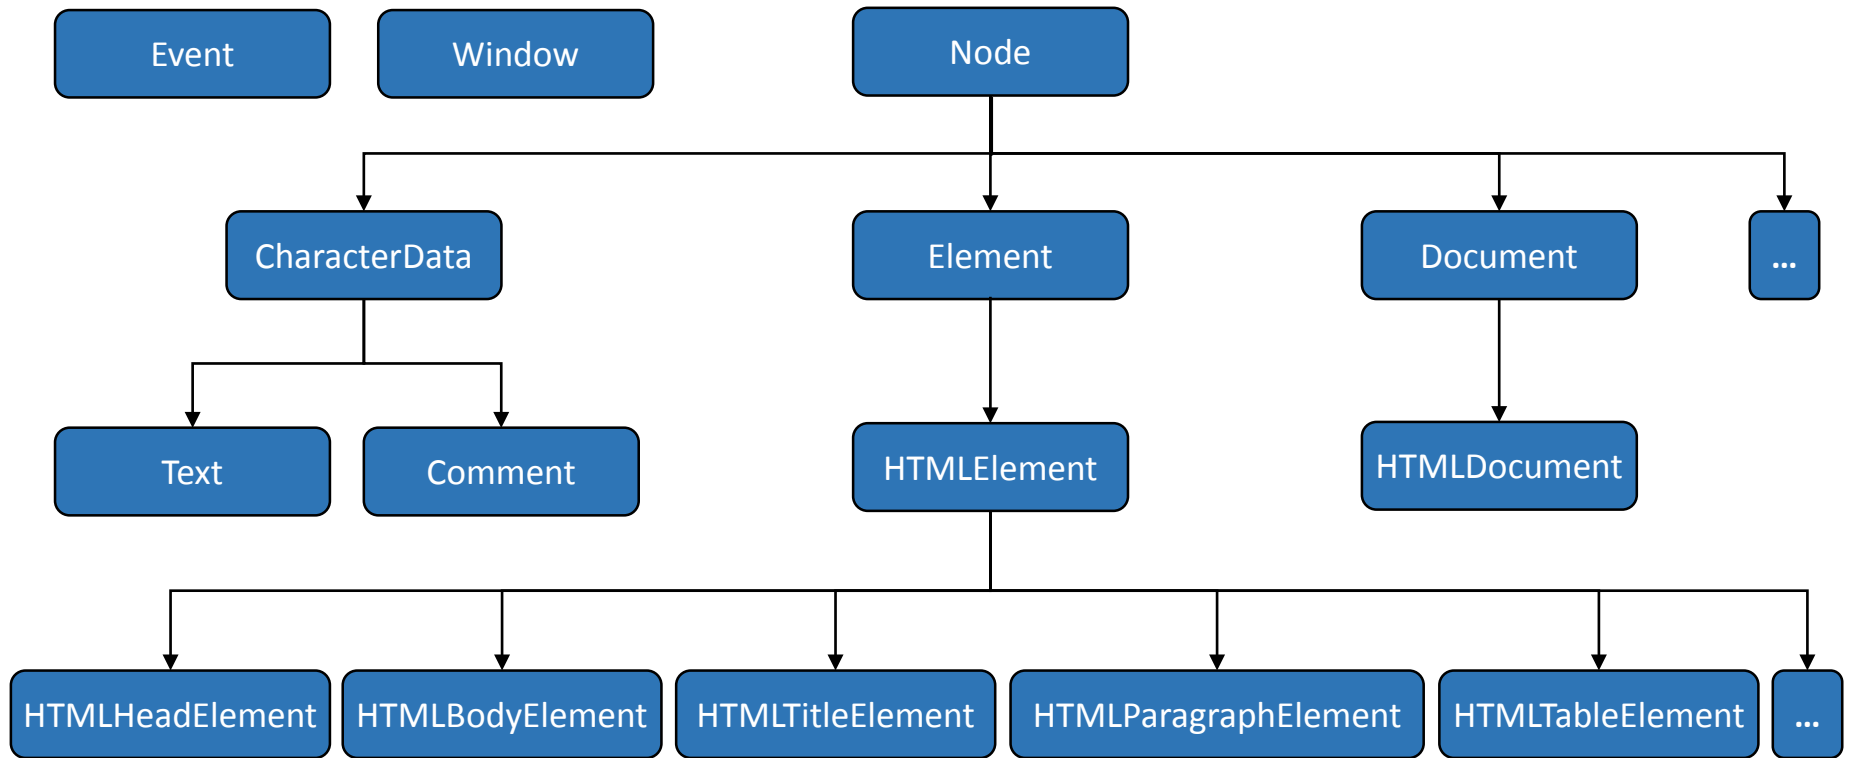 Event
Window
Node
CharacterData
Element
Document
...
Text
Comment
HTMLElement
HTMLDocument
HTMLHeadElement
HTMLBodyElement
HTMLTitleElement
HTMLParagraphElement
HTMLTableElement
...